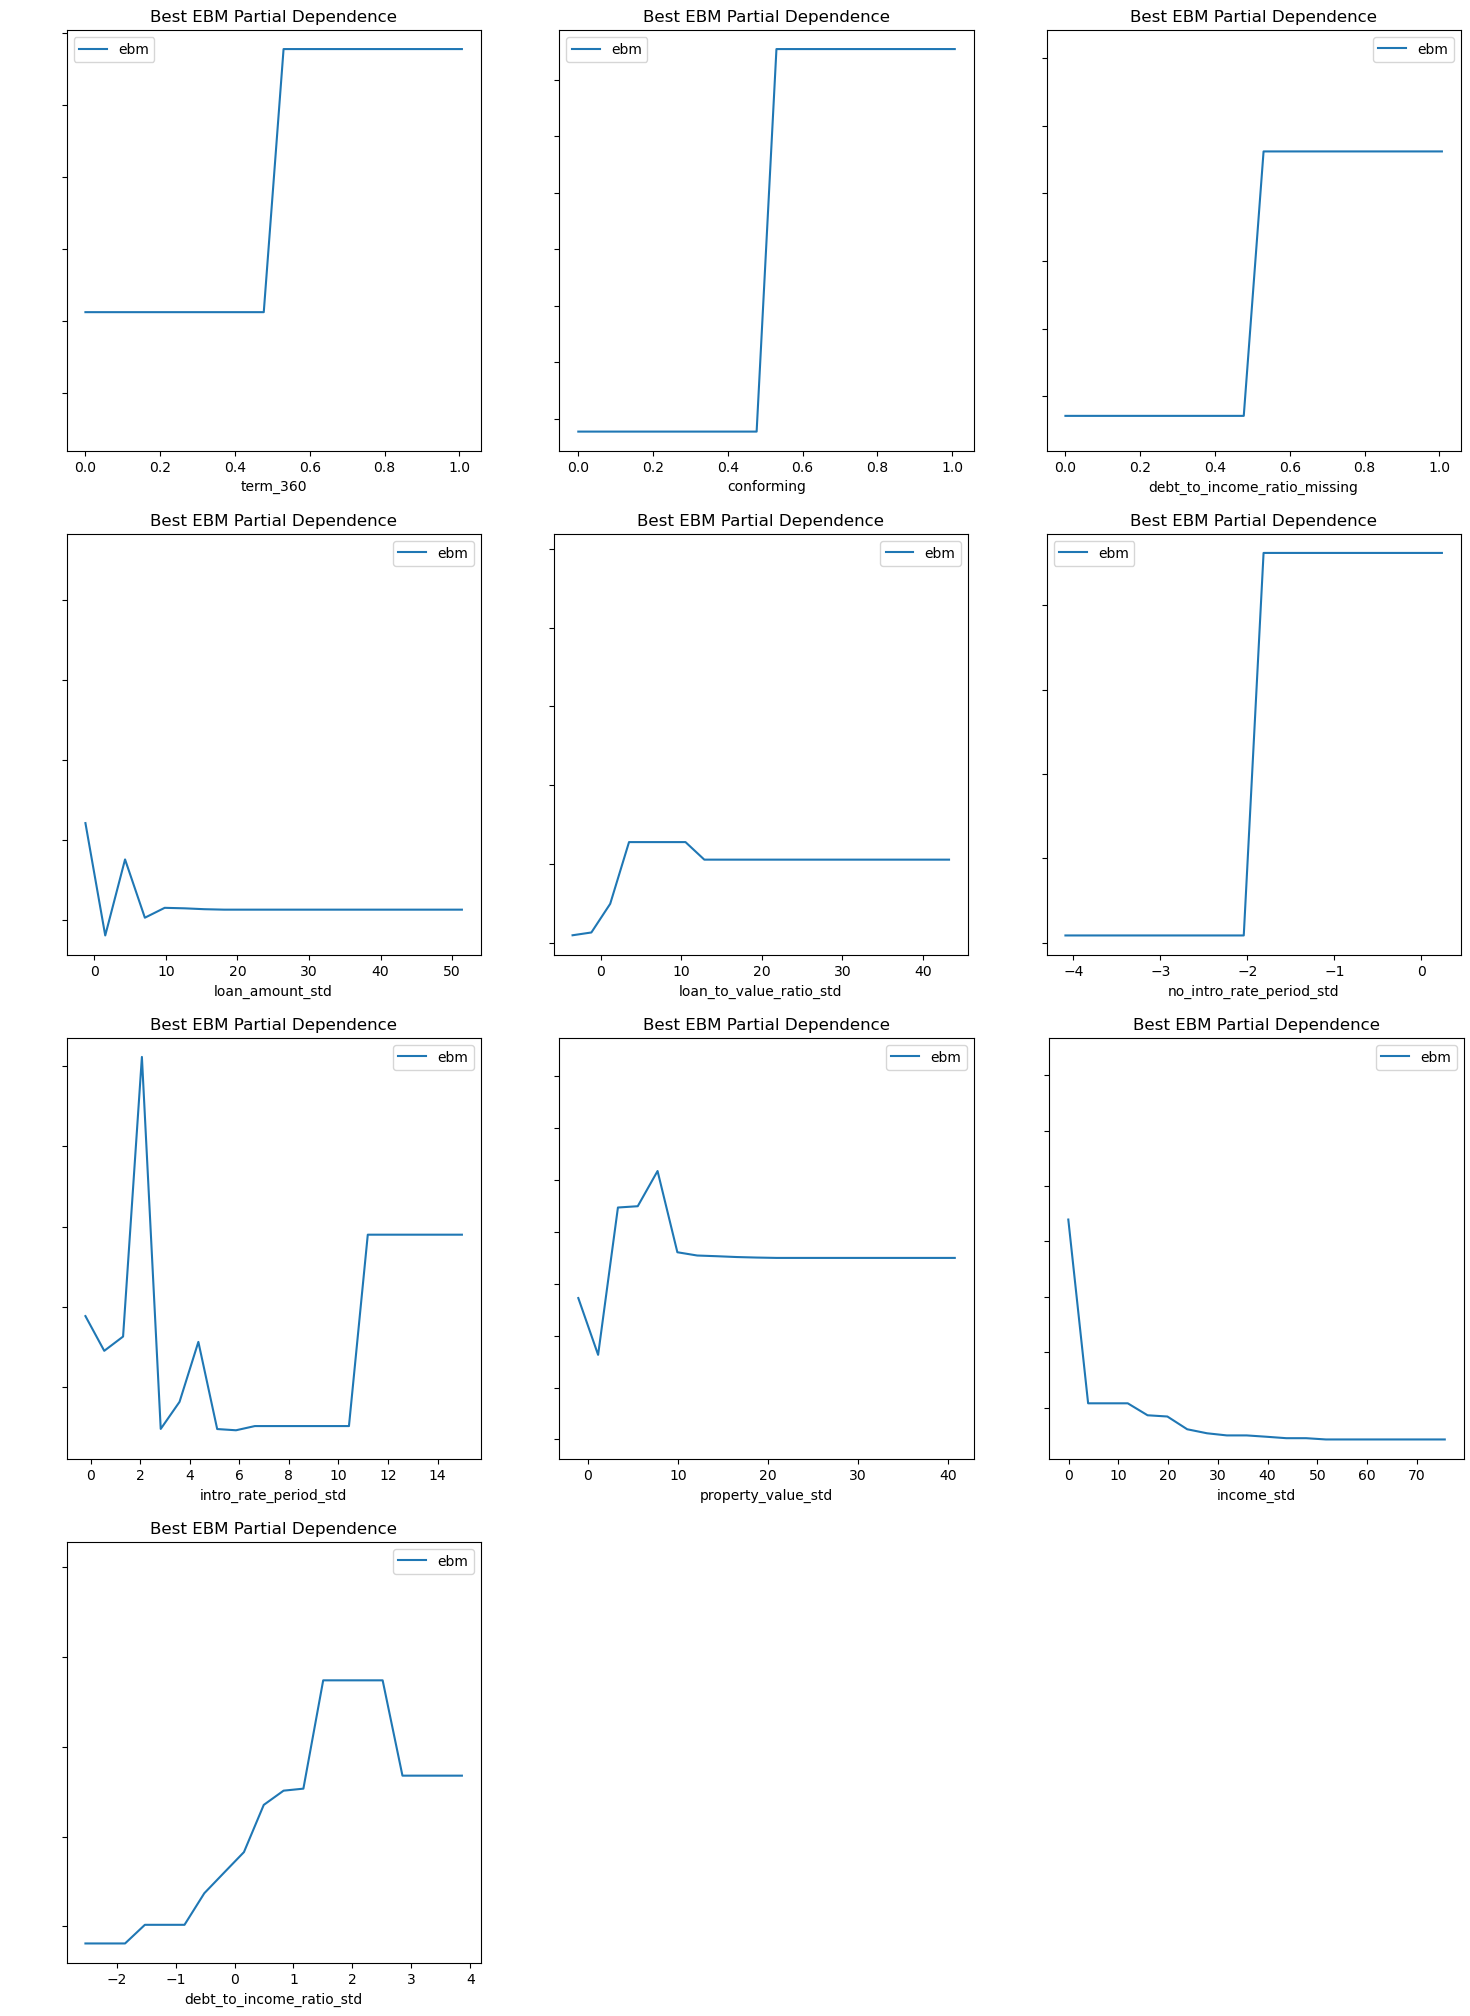 Best EBM Partial Dependence
ebm
0.0 0.2 0.4 0.6 0.8 1.0
term_360
Best EBM Partial Dependence
ebm
0.0 0.2 0.4 0.6 0.8 1.0
conforming
Best EBM Partial Dependence
ebm
0.0 0.2 0.4 0.6 0.8 1.0
debt_to_income_ratio_missing
Best EBM Partial Dependence
ebm
0 10 20 30 40 50
loan_amount_std
Best EBM Partial Dependence
ebm
0 10 20 30 40
loan_to_value_ratio_std
Best EBM Partial Dependence
ebm
−4 −3 −2 −1 0
no_intro_rate_period_std
Best EBM Partial Dependence
ebm
0 2 4 6 8 10 12 14
intro_rate_period_std
Best EBM Partial Dependence
ebm
0 10 20 30 40
property_value_std
Best EBM Partial Dependence
ebm
0 10 20 30 40 50 60 70
income_std
Best EBM Partial Dependence
ebm
−2 −1 0 1 2 3 4
debt_to_income_ratio_std